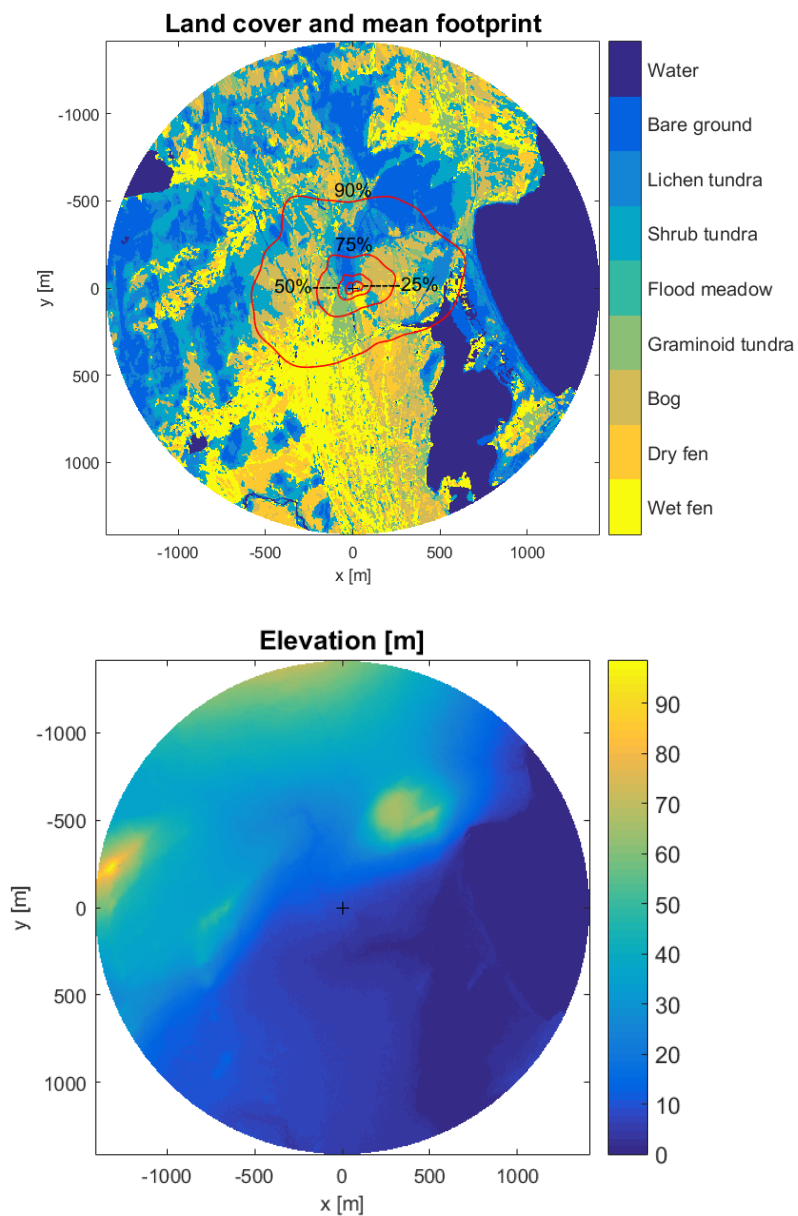 Land cover and mean footprint
-1000
-500
0
500
1000
y [m]
-1000
-500
0
500
1000
x [m]
90%
75%
50%
25%
Water
Bare ground
Lichen tundra
Shrub tundra
Flood meadow
Graminoid tundra
Bog
Dry fen
Wet fen
Elevation [m]
-1000
-500
0
500
1000
y [m]
-1000
-500
0
500
1000
x [m]
90
80
70
60
50
40
30
20
10
0